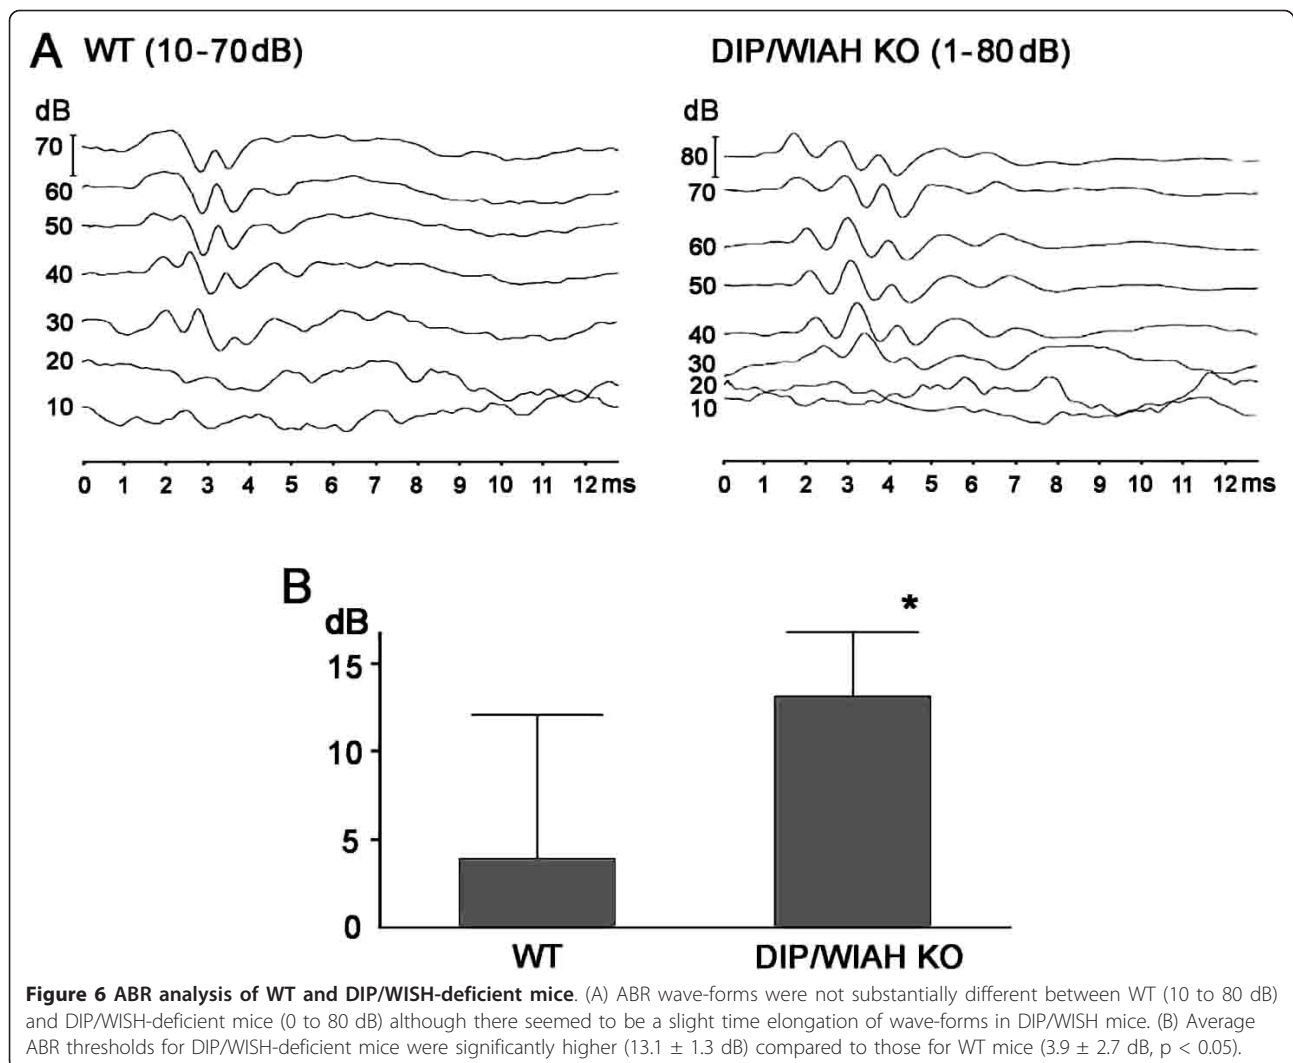 A WT (10-70dB) DIP/WIAH KO (1-80dB)
dB
70
60
50
40
30
20
10
0 1 2 3 4 5 6 7 8 9 10 11 12 ms
dB
80
70
60
50
40
30
20
10
0 1 2 3 4 5 6 7 8 9 10 11 12 ms
B
dB
*
15
10
5
0
WT DIP/WIAH KO
Figure 6 ABR analysis of WT and DIP/WISH-deficient mice. (A) ABR wave-forms were not substantially different between WT (10 to 80 dB)
and DIP/WISH-deficient mice (0 to 80 dB) although there seemed to be a slight time elongation of wave-forms in DIP/WISH mice. (B) Average
ABR thresholds for DIP/WISH-deficient mice were significantly higher (13.1 ± 1.3 dB) compared to those for WT mice (3.9 ± 2.7 dB, p < 0.05).